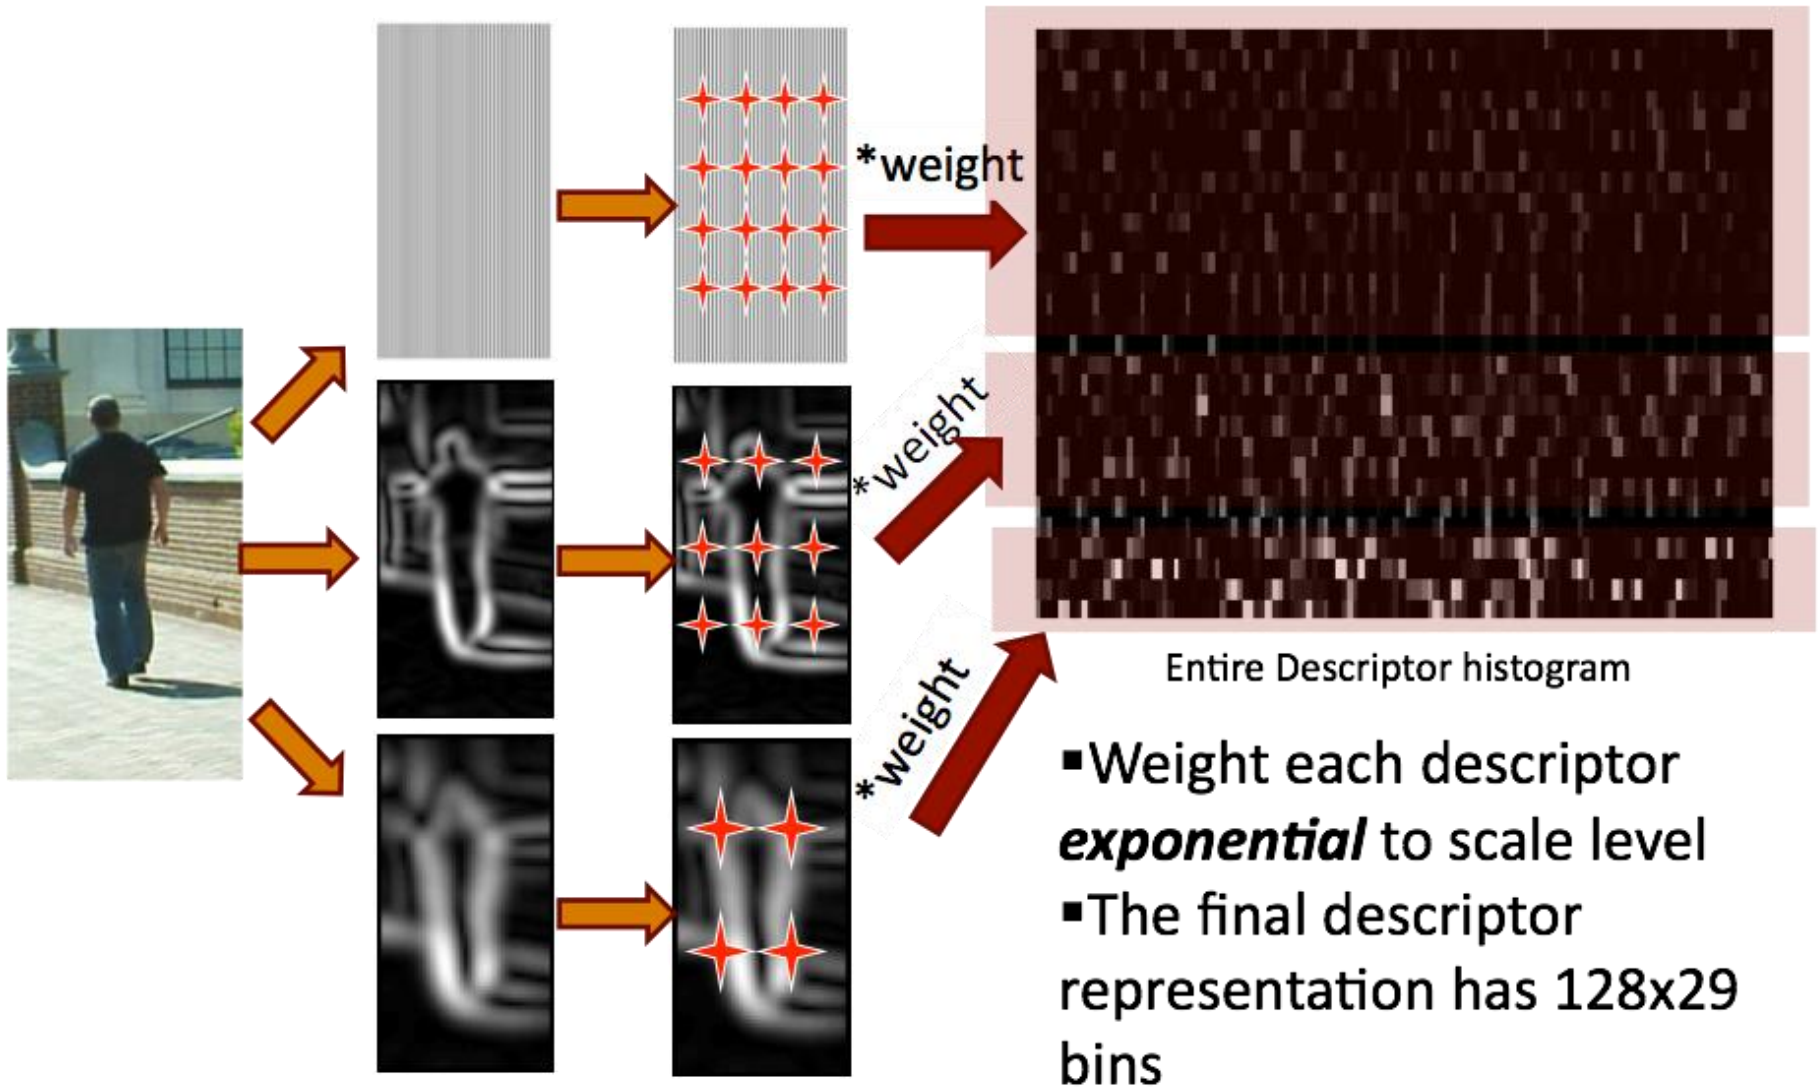 *weight
*weight
*weight
Entire Descriptor histogram
▪Weight each descriptor
exponential to scale level
▪The final descriptor
representation has 128x29
bins